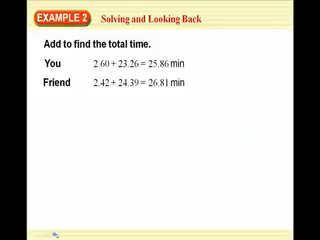 EXAMPLE 2 Solving and Looking Back
Add to find the total time.
You 2.60 + 23.26 = 25.86 min
Friend 2.42 + 24.39 = 26.81 min